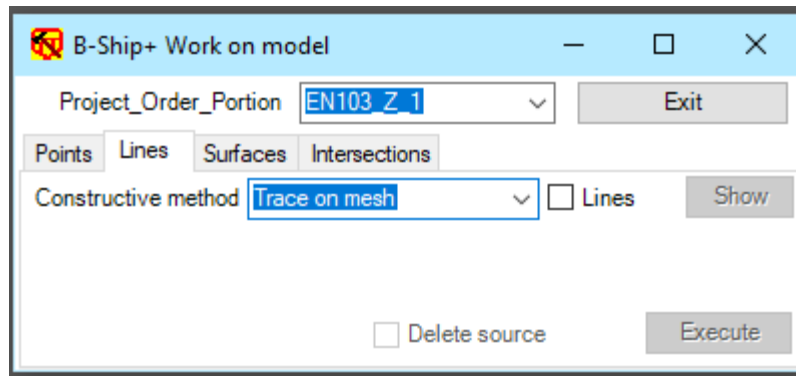 B-Ship+ Work on model
Project_Order_Portion EN103_Z_1 Exit
Points Lines Surfaces Intersections
Constructive method Trace on mesh Lines Show
Delete source Execute